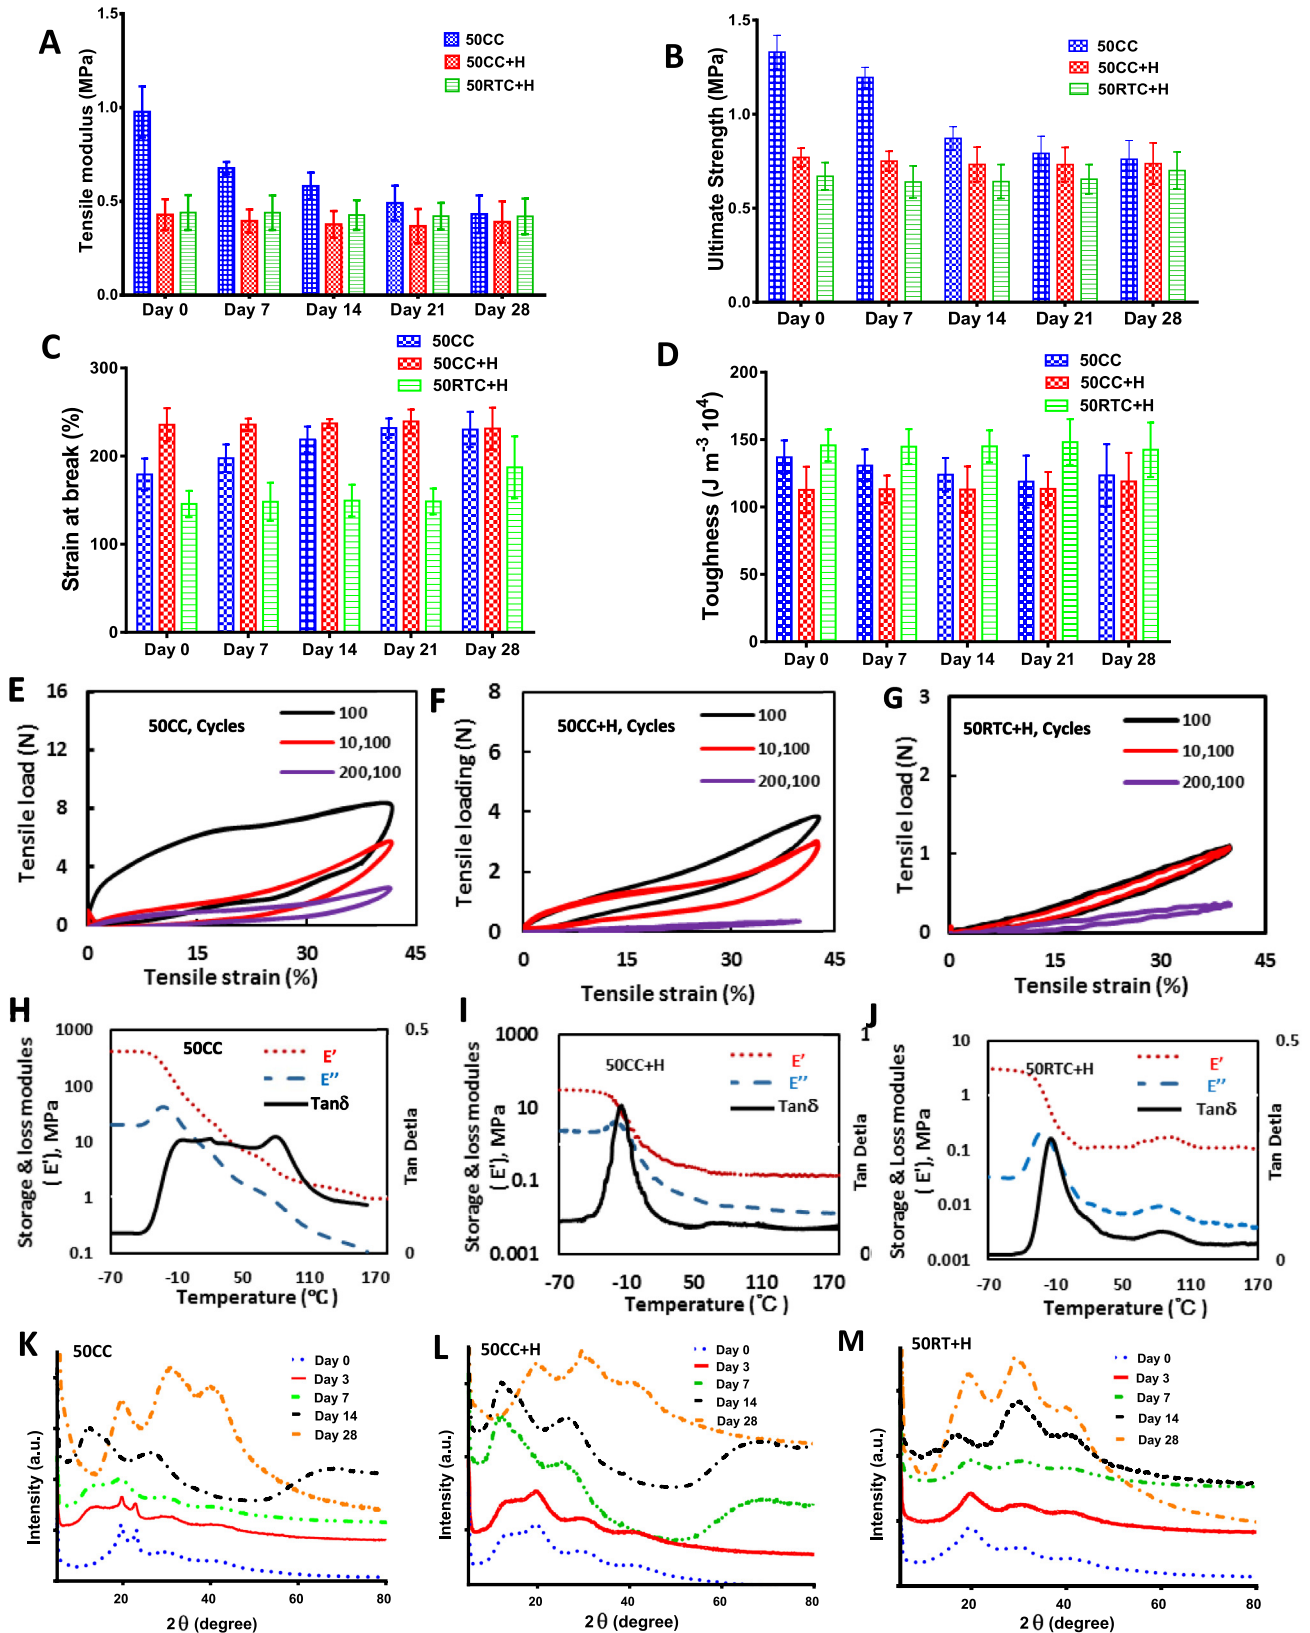 A
Tensile modulus (MPa)
1.5
1.0
0.5
0.0
50CC
50CC+H
50RTC+H
Day 0 Day 7 Day 14 Day 21 Day 28
B
Ultimate Strength (MPa)
1.5
1.0
0.5
0.0
50CC
50CC+H
50RTC+H
Day 0 Day 7 Day 14 Day 21 Day 28
C
Strain at break (%)
300
200
100
0
50CC
50CC+H
50RTC+H
Day 0 Day 7 Day 14 Day 21 Day 28
D
Toughness (J m-3 104)
200
150
100
50
0
50CC
50CC+H
50RTC+H
Day 0 Day 7 Day 14 Day 21 Day 28
E
Tensile load (N)
16
12
8
4
0
50CC, Cycles
100
10,100
200,100
0 15 30 45
Tensile strain (%)
F
Tensile loading (N)
8
6
4
2
0
50CC+H, Cycles
100
10,100
200,100
0 15 30 45
Tensile strain (%)
G
Tensile load (N)
3
2
1
0
50RTC+H, Cycles
100
10,100
200,100
0 15 30 45
Tensile strain (%)
H
Storage & loss modules
( E'), MPa
1000
100
10
1
0.1
50CC
E'
E''
Tanδ
0.5
0
Tan Detla
-70 -10 50 110 170
Temperature (℃)
I
Storage & loss modules
( E'), MPa
1000
10
0.1
0.001
50CC+H
E'
E''
Tanδ
1
0
Tan Detla
-70 -10 50 110 170
Temperature (℃)
J
Storage & Loss modules
( E'), MPa
10
1
0.1
0.01
0.001
50RTC+H
E'
E''
Tanδ
0.5
0
Tan Detla
-70 -10 50 110 170
Temperature (℃)
K
50CC
Intensity (a.u.)
Day 0
Day 3
Day 7
Day 14
Day 28
20 40 60 80
2 θ (degree)
L
50CC+H
Intensity (a.u.)
Day 0
Day 3
Day 7
Day 14
Day 28
20 40 60 80
2 θ (degree)
M
50RT+H
Intensity (a.u.)
Day 0
Day 3
Day 7
Day 14
Day 28
20 40 60 80
2 θ (degree)